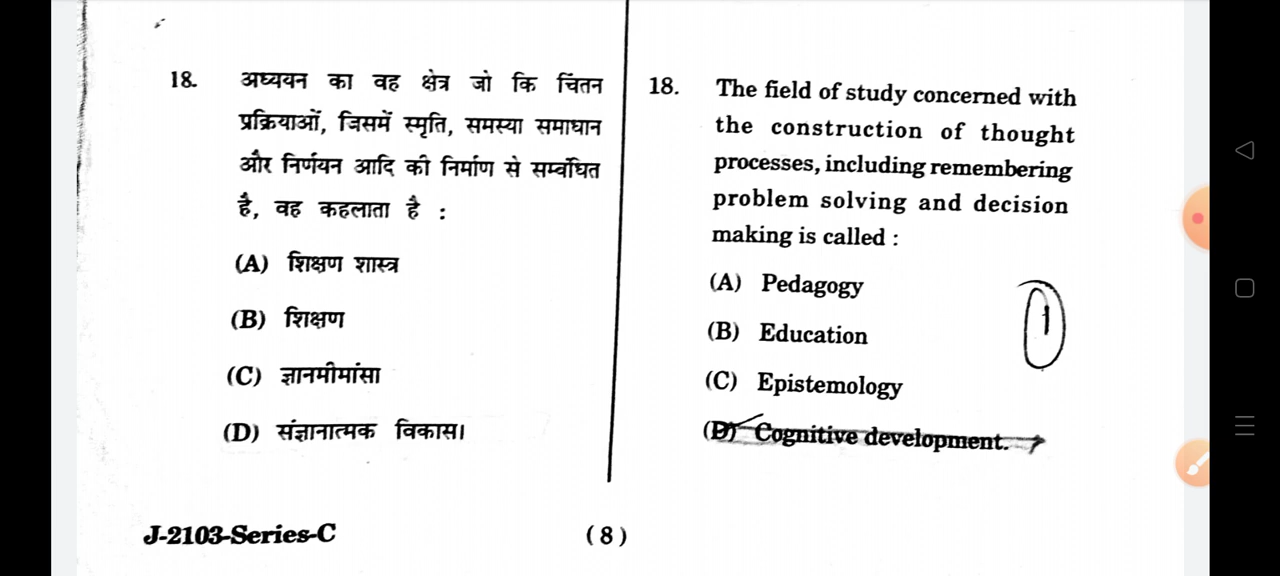 18. अध्ययन का वह क्षेत्र जो कि चिंतन
प्रक्रियाओं, जिसमें स्मृति, समस्या समाधान
और निर्णयन आदि की निर्माण से सम्बंधित
है, वह कहलाता है :
(A) शिक्षण शास्त्र
(B) शिक्षण
(C) ज्ञानमीमांसा
(D) संज्ञानात्मक विकास।
18. The field of study concerned with
the construction of thought
processes, including remembering
problem solving and decision
making is called :
(A) Pedagogy
(B) Education
(C) Epistemology
(D) Cognitive development.
1
J-2103-Series-C
(8)